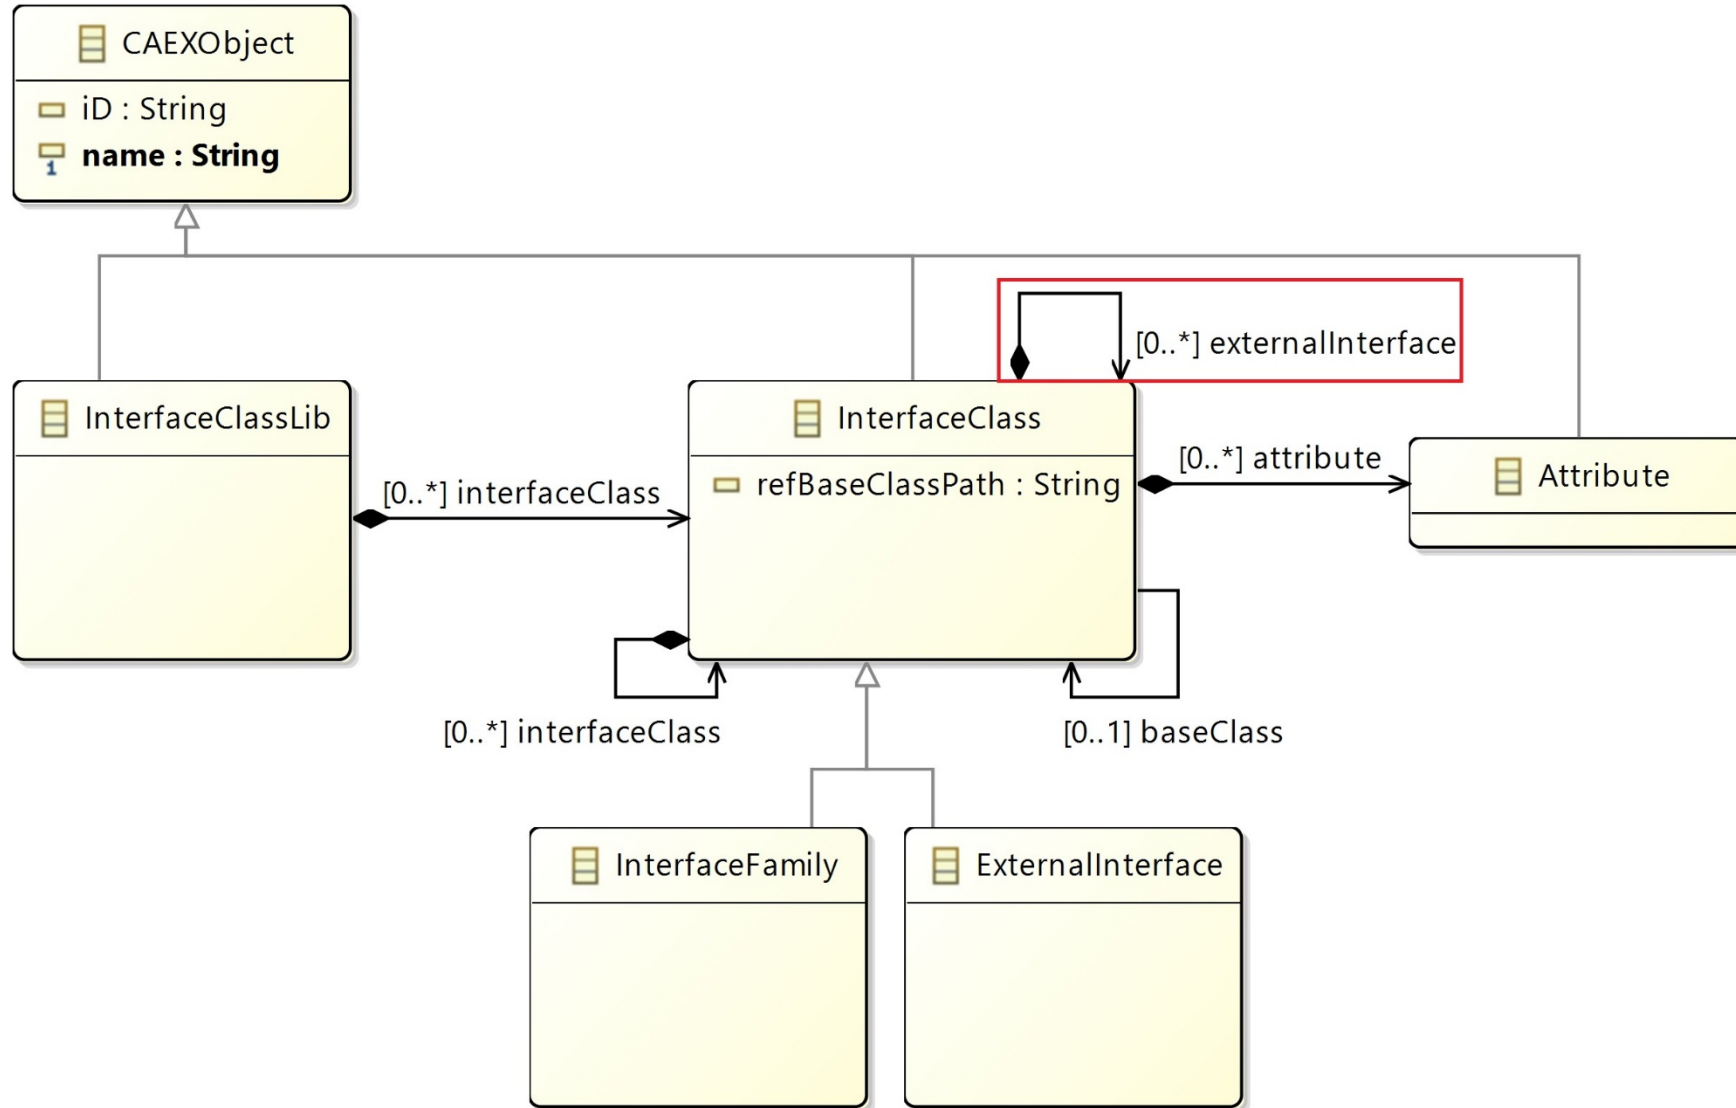 CAEXObject
iD : String
1
name : String
[0..*] externalInterface
InterfaceClassLib
InterfaceClass
[0..*] attribute
Attribute
[0..*] interfaceClass
refBaseClassPath : String
[0..*] interfaceClass
[0..1] baseClass
InterfaceFamily
ExternalInterface